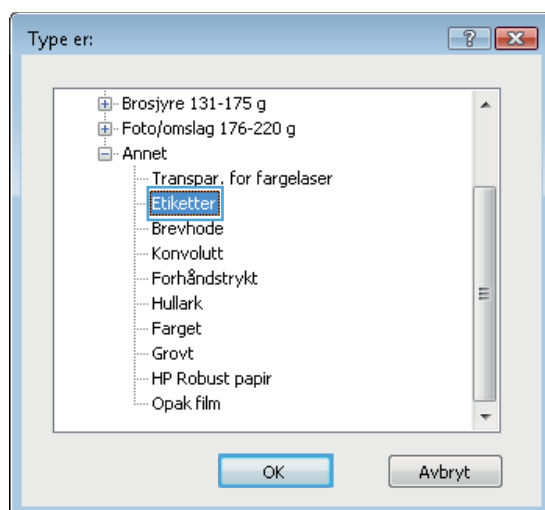 Type er:
Brosjyre 131-175 g
Foto/omslag 176-220 g
Annet
Transpar. for fargelaser
Etiketter
Brevhode
Konvolutt
Forhåndstrykt
Hullark
Farget
Grovt
HP Robust papir
Opak film
OK
Avbryt